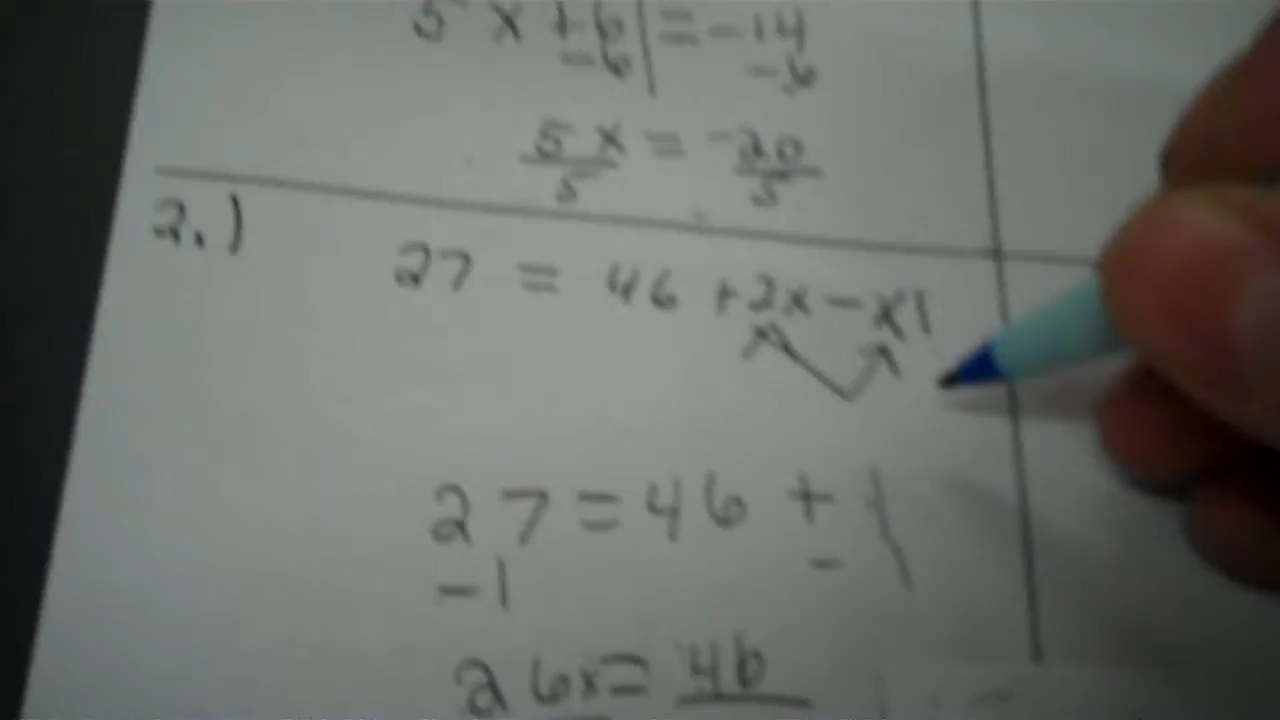 5x + 6 = -14
-6 -6
5x = -20
5 5
2.) 27 = 46 + 2x - x1
27 = 46 + 1
-1 - 1
26x = 46